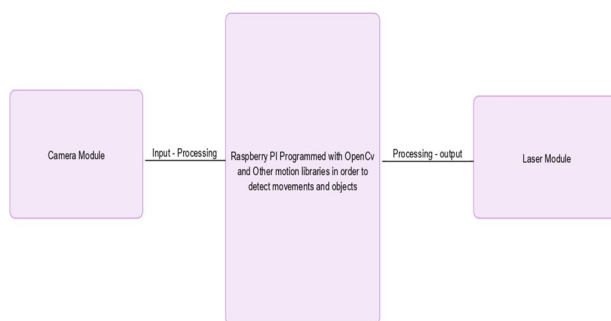 Camera Module
Input - Processing
Raspberry PI Programmed with OpenCv
and Other motion libraries in order to
detect movements and objects
Processing - output
Laser Module